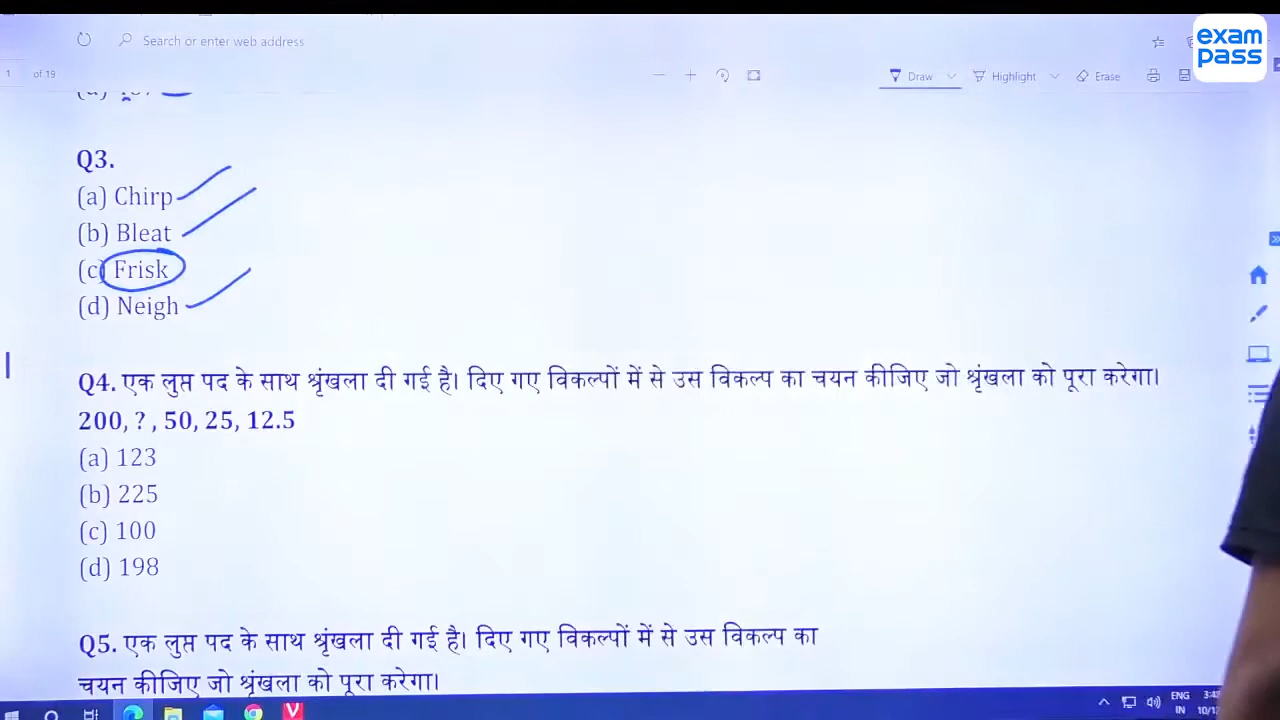 exam
pass
Search or enter web address
1 of 19
Draw
Highlight
Erase
Q3.
(a) Chirp
(b) Bleat
(c) Frisk
(d) Neigh
Q4. एक लुप्त पद के साथ श्रृंखला दी गई है। दिए गए विकल्पों में से उस विकल्प का चयन कीजिए जो श्रृंखला को पूरा करेगा।
200, ? , 50, 25, 12.5
(a) 123
(b) 225
(c) 100
(d) 198
Q5. एक लुप्त पद के साथ श्रृंखला दी गई है। दिए गए विकल्पों में से उस विकल्प का
चयन कीजिए जो श्रृंखला को पूरा करेगा।
ENG
IN